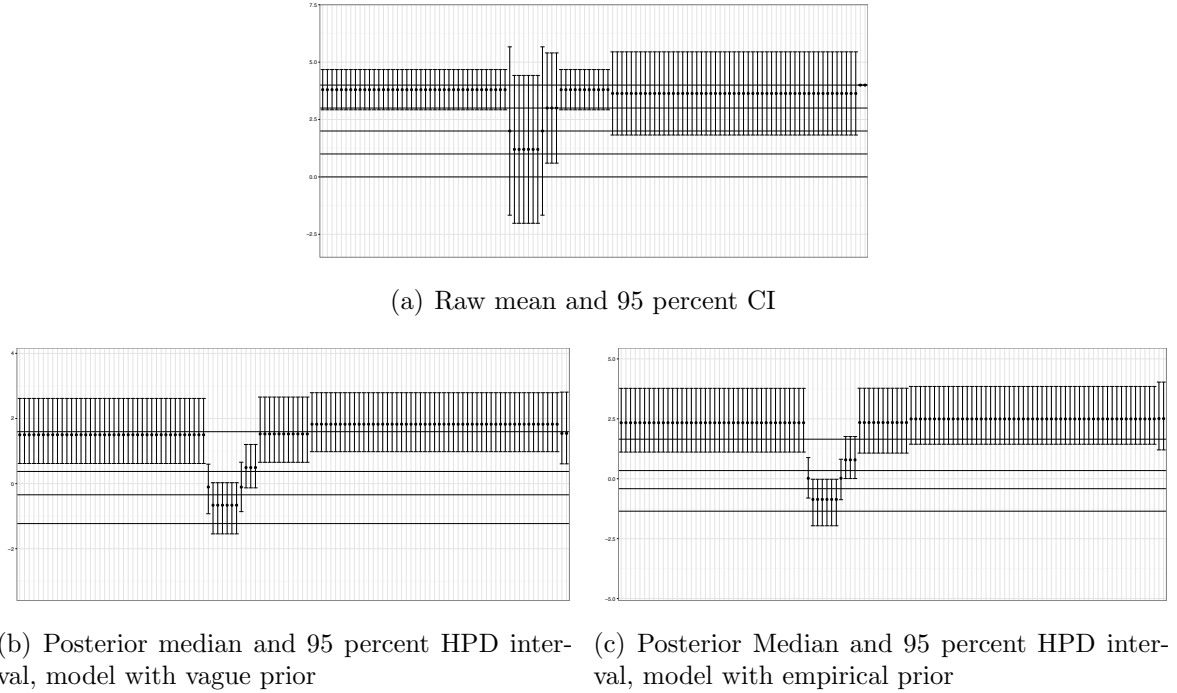 7.5
5.0
2.5
0.0
−2.5
(a) Raw mean and 95 percent CI
4
2
0
−2
5.0
2.5
0.0
−2.5
−5.0
(b) Posterior median and 95 percent HPD inter-
val, model with vague prior
(c) Posterior Median and 95 percent HPD inter-
val, model with empirical prior